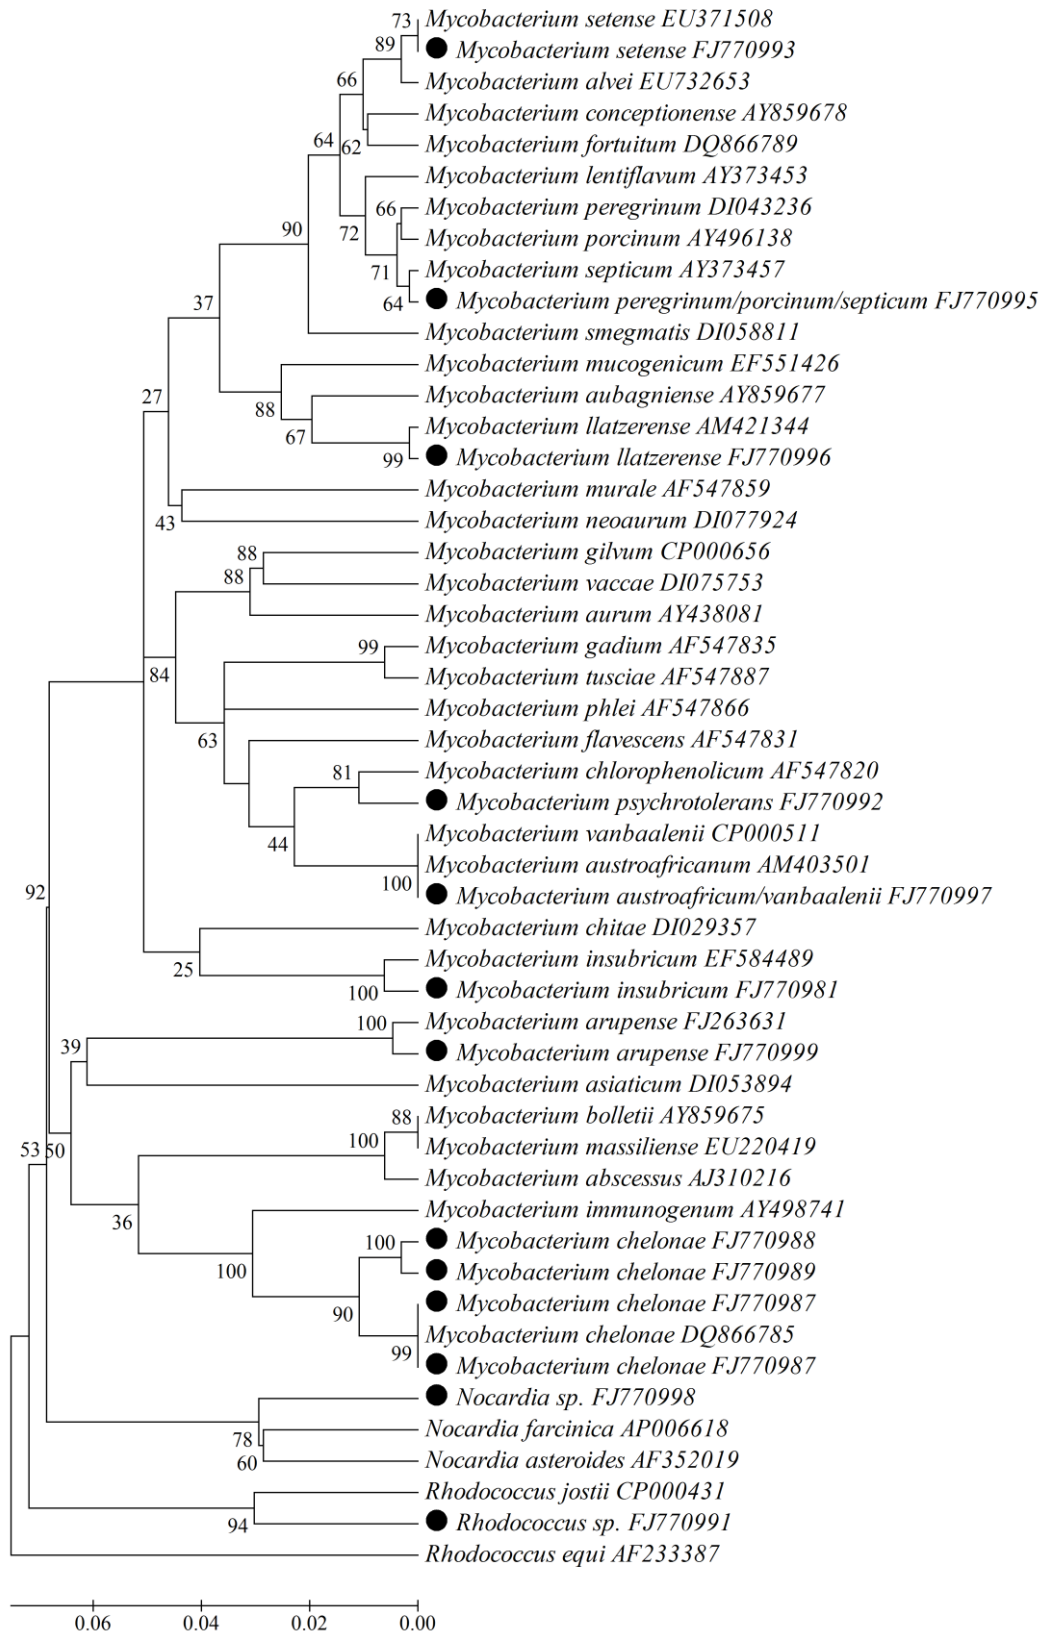 73
Mycobacterium setense EU371508
89
Mycobacterium setense FJ770993
66
Mycobacterium alvei EU732653
Mycobacterium conceptionense AY859678
64
62
Mycobacterium fortuitum DQ866789
Mycobacterium lentiflavum AY373453
66
Mycobacterium peregrinum DI043236
90
72
Mycobacterium porcinum AY496138
71
Mycobacterium septicum AY373457
37
64
Mycobacterium peregrinum/porcinum/septicum FJ770995
Mycobacterium smegmatis DI058811
Mycobacterium mucogenicum EF551426
27
88
Mycobacterium aubagniense AY859677
67
Mycobacterium llatzerense AM421344
99
Mycobacterium llatzerense FJ770996
Mycobacterium murale AF547859
43
Mycobacterium neoaurum DI077924
88
Mycobacterium gilvum CP000656
88
Mycobacterium vaccae DI075753
Mycobacterium aurum AY438081
99
Mycobacterium gadium AF547835
84
Mycobacterium tusciae AF547887
Mycobacterium phlei AF547866
63
Mycobacterium flavescens AF547831
81
Mycobacterium chlorophenolicum AF547820
Mycobacterium psychrotolerans FJ770992
44
Mycobacterium vanbaalenii CP000511
Mycobacterium austroafricanum AM403501
92
100
Mycobacterium austroafricum/vanbaalenii FJ770997
Mycobacterium chitae DI029357
25
Mycobacterium insubricum EF584489
100
Mycobacterium insubricum FJ770981
100
Mycobacterium arupense FJ263631
39
Mycobacterium arupense FJ770999
Mycobacterium asiaticum DI053894
88
Mycobacterium bolletii AY859675
53
50
100
Mycobacterium massiliense EU220419
Mycobacterium abscessus AJ310216
36
Mycobacterium immunogenum AY498741
100
Mycobacterium chelonae FJ770988
100
Mycobacterium chelonae FJ770989
90
Mycobacterium chelonae FJ770987
Mycobacterium chelonae DQ866785
99
Mycobacterium chelonae FJ770987
Nocardia sp. FJ770998
78
Nocardia farcinica AP006618
60
Nocardia asteroides AF352019
Rhodococcus jostii CP000431
94
Rhodococcus sp. FJ770991
Rhodococcus equi AF233387
0.06 0.04 0.02 0.00